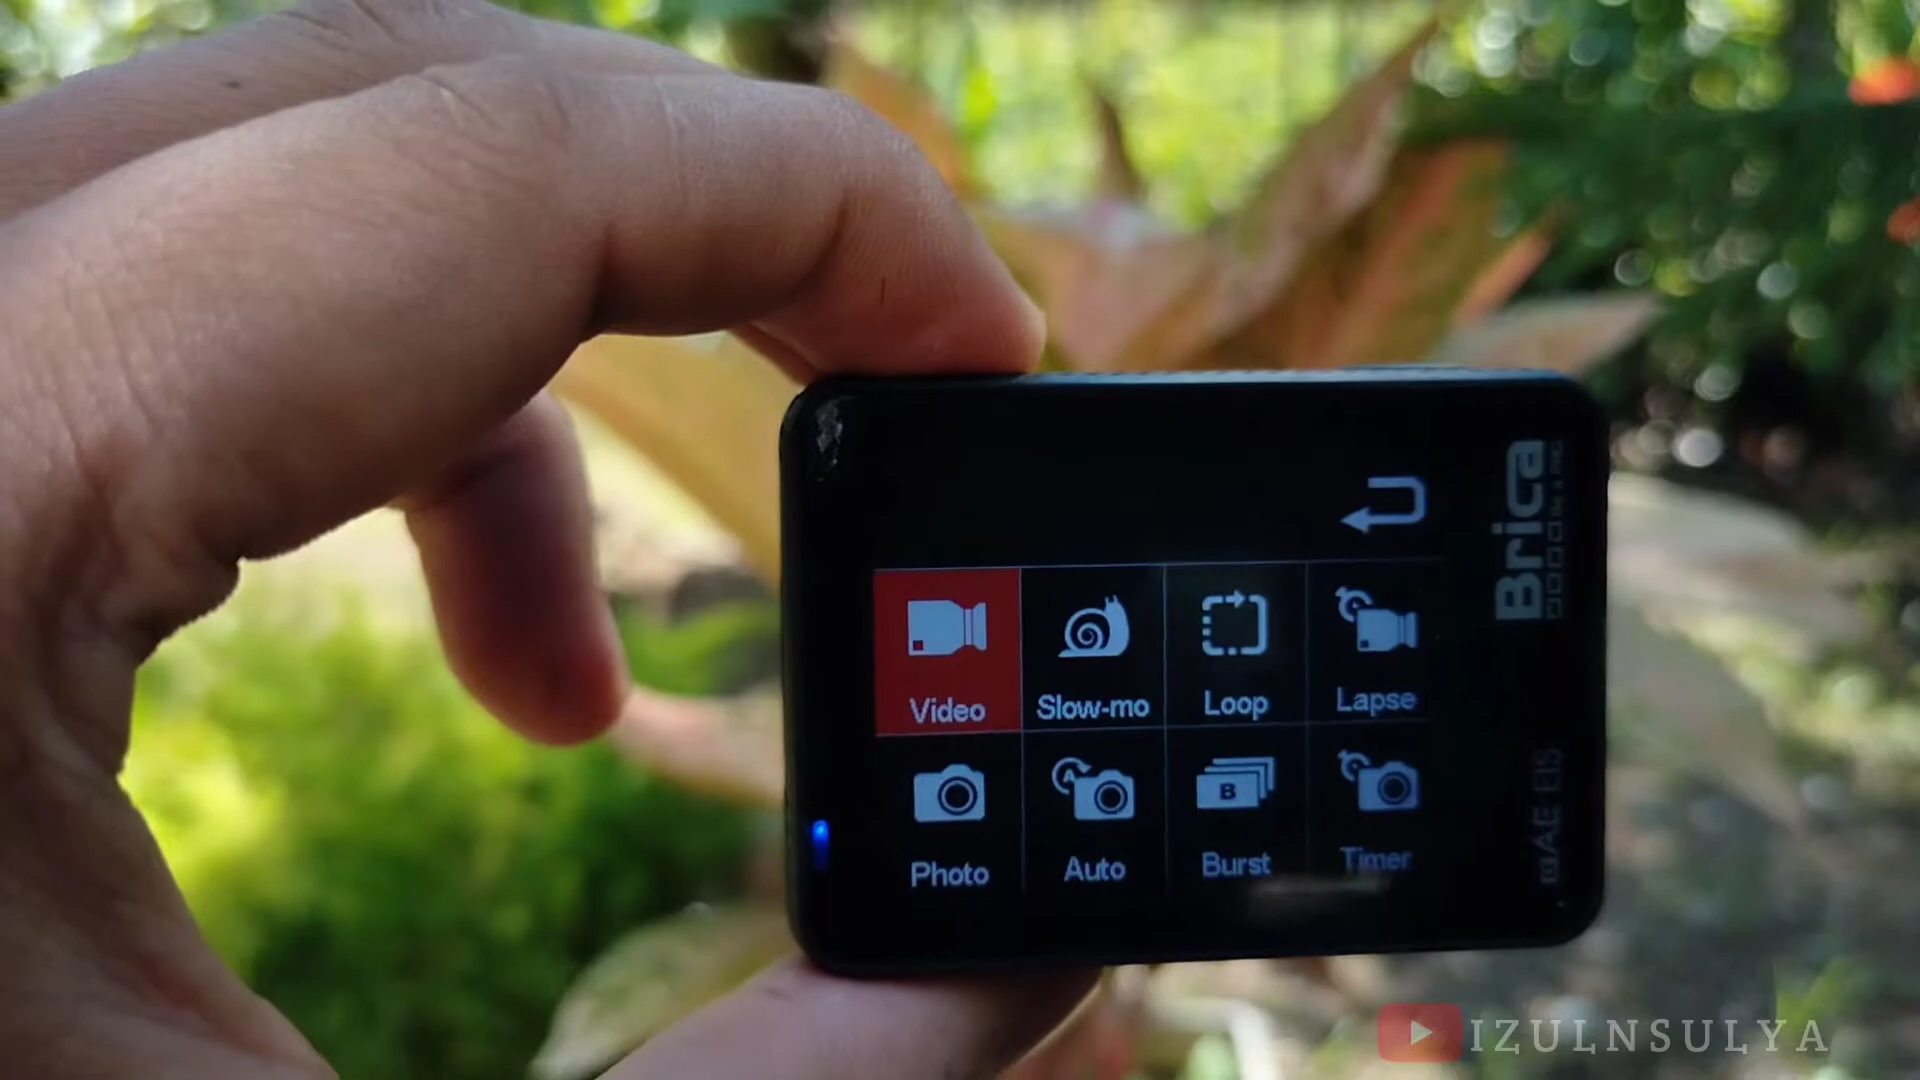 Video
Slow-mo
Loop
Lapse
Photo
Auto
B
Burst
Timer
Brica
AE EIS
IZULNSULYA